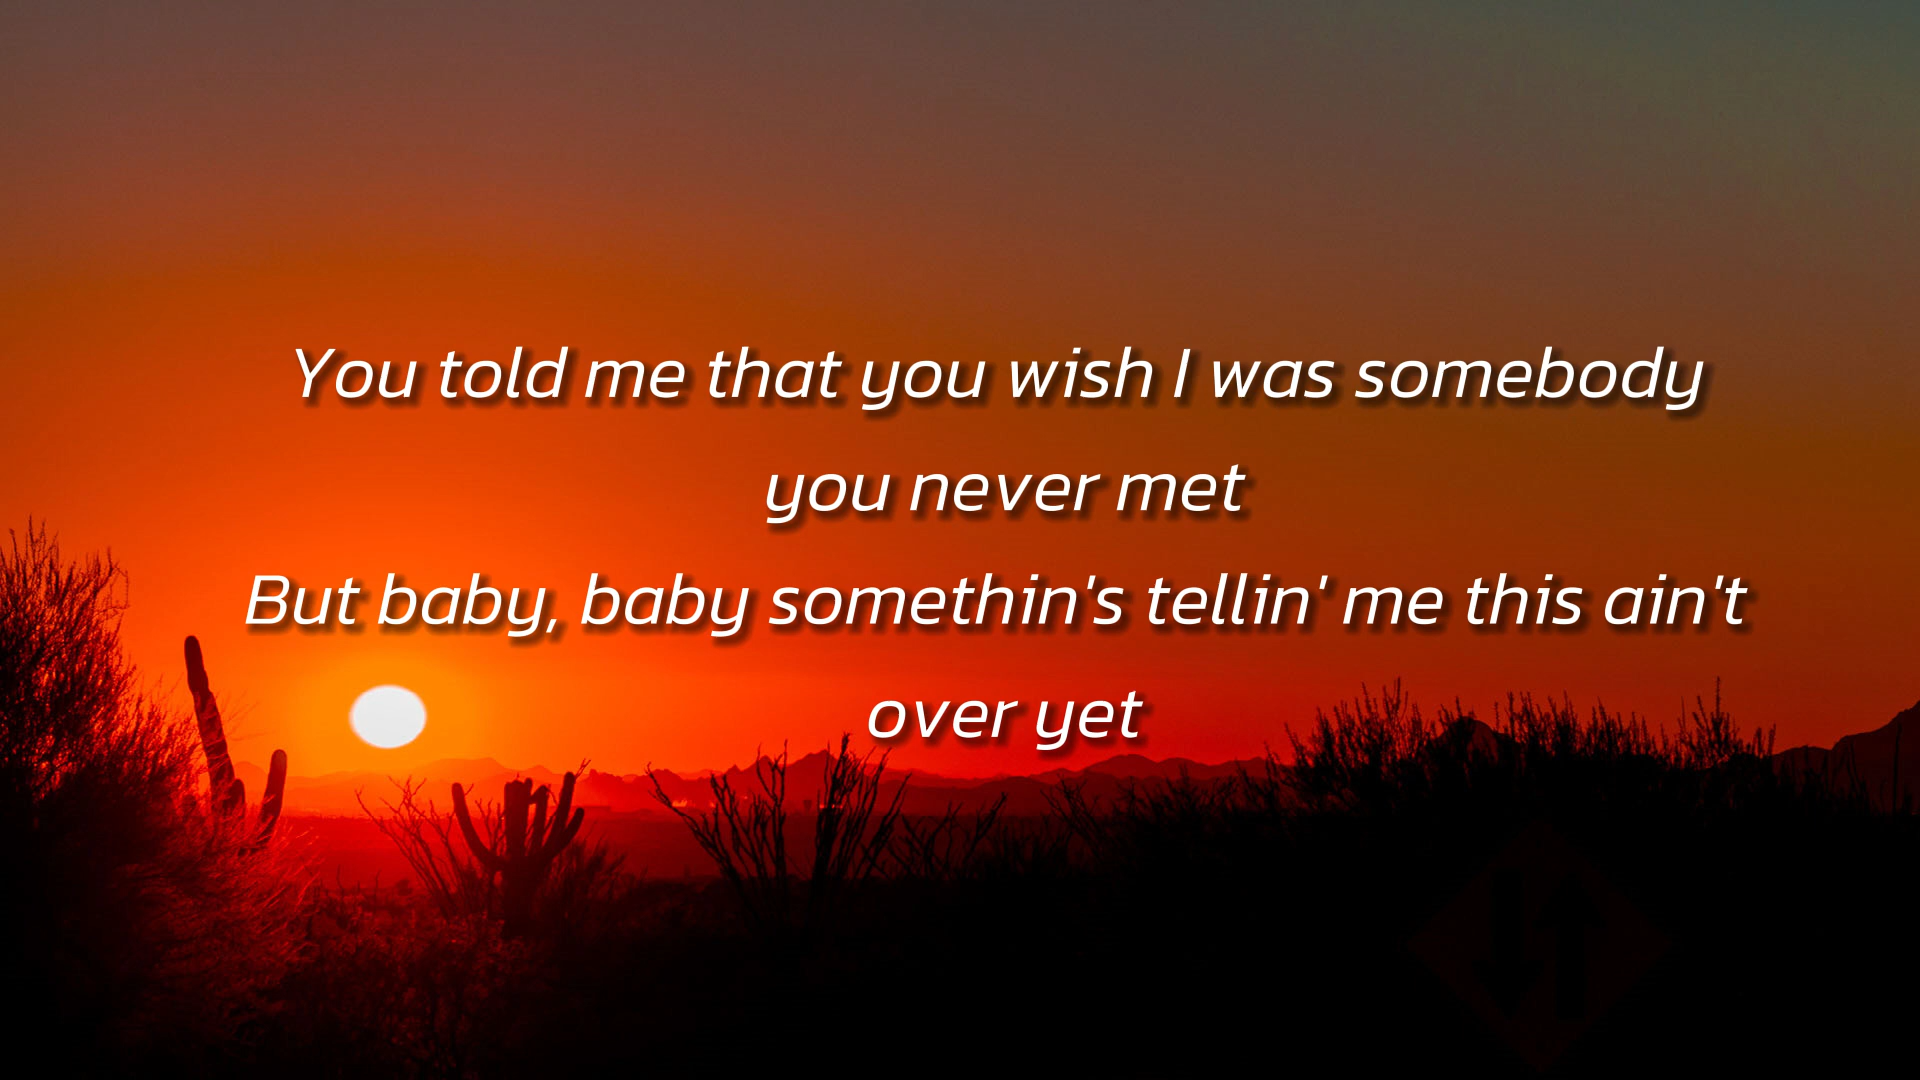 You told me that you wish I was somebody
you never met
But baby, baby somethin's tellin' me this ain't
over yet